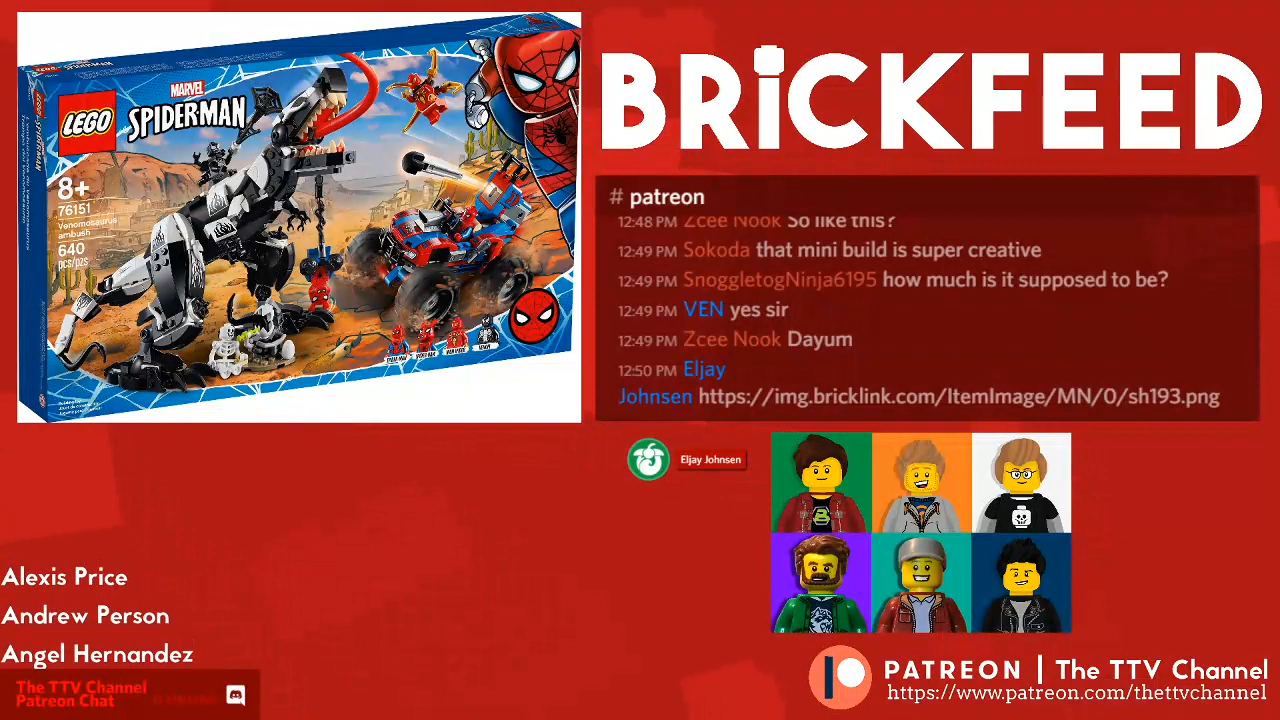 LEGO
MARVEL
SPIDERMAN
8+
76151
Venomosaurus
ambush
640
pcs/pzs
BRiCKFEED
# patreon
12:48 PM Zcee Nook So like this?
12:49 PM Sokoda that mini build is super creative
12:49 PM SnoggletogNinja6195 how much is it supposed to be?
12:49 PM VEN yes sir
12:49 PM Zcee Nook Dayum
12:50 PM Eljay
Johnsen https://img.bricklink.com/ItemImage/MN/0/sh193.png
Eljay Johnsen
Alexis Price
Andrew Person
Angel Hernandez
The TTV Channel
Patreon Chat
PATREON | The TTV Channel
https://www.patreon.com/thettvchannel